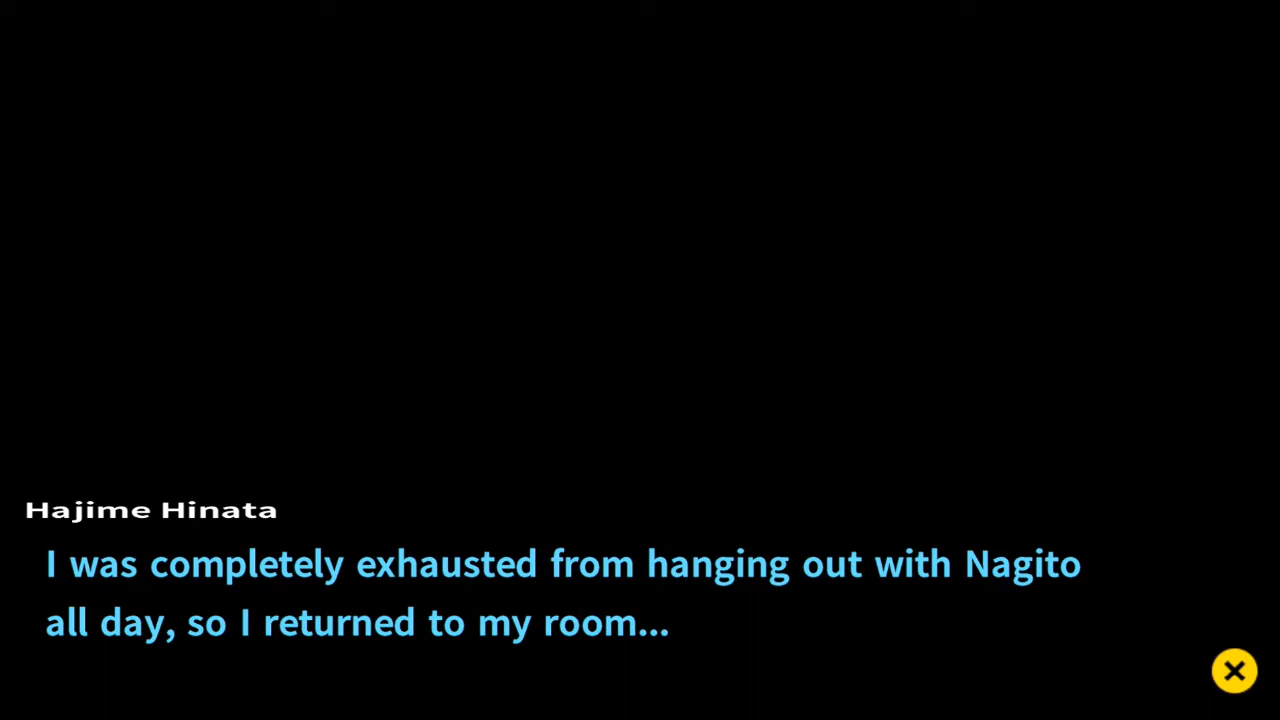 Hajime Hinata
I was completely exhausted from hanging out with Nagito
all day, so I returned to my room...